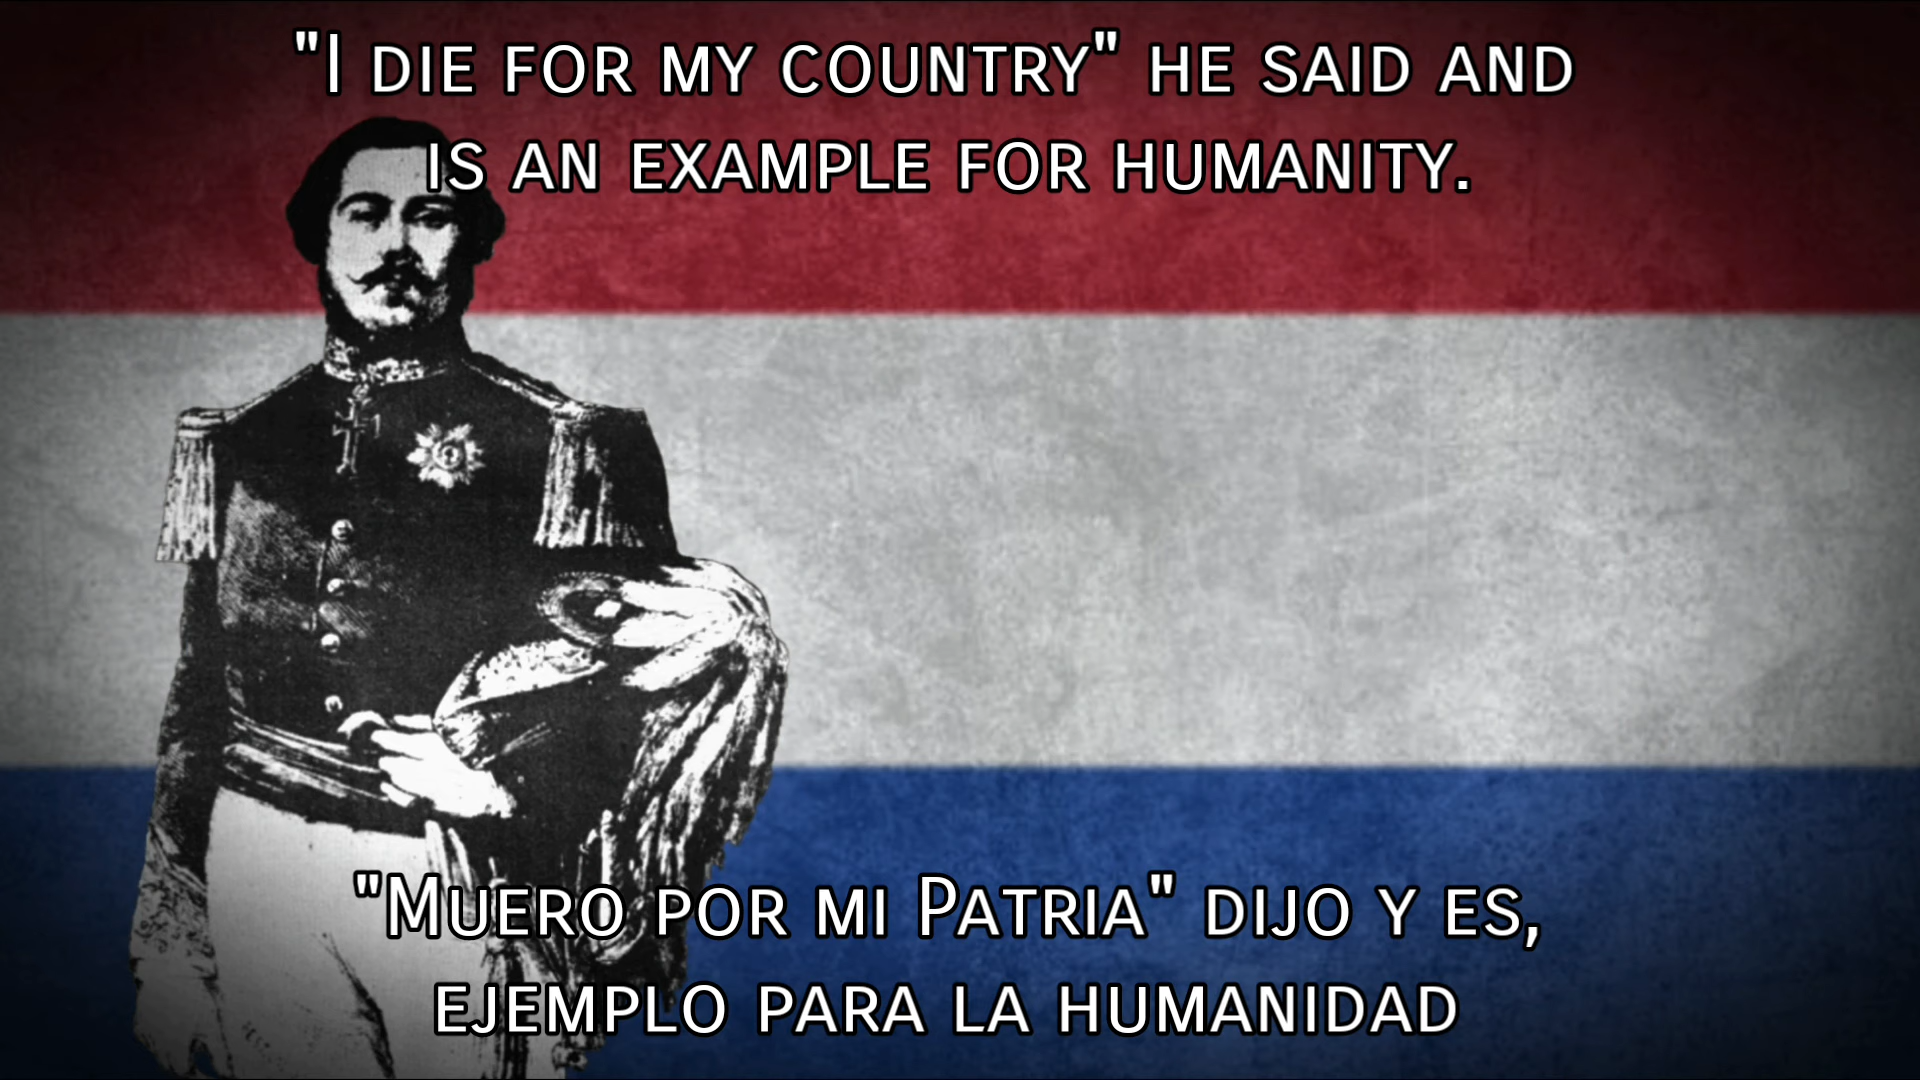 "I die for my country" he said and
is an example for humanity.
"Muero por mi Patria" dijo y es,
ejemplo para la humanidad